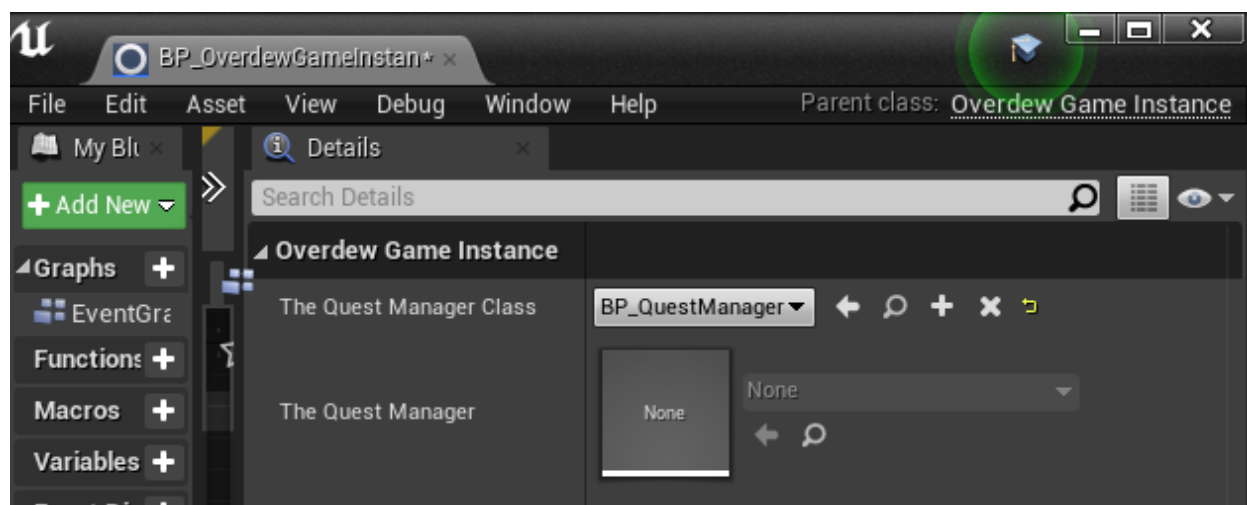 BP_OverdewGameInstan*
File Edit Asset View Debug Window Help Parent class: Overdew Game Instance
My Blu Details
Add New Search Details
Overdew Game Instance
Graphs
The Quest Manager Class BP_QuestManager
EventGra
Functions
None
Macros The Quest Manager None
Variables